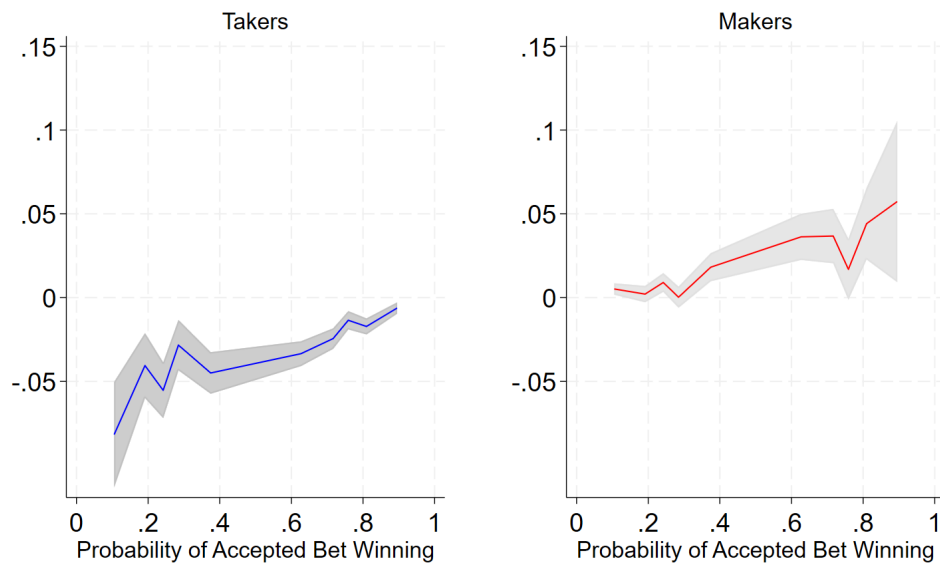 Takers
.15
.1
.05
0
-.05
0 .2 .4 .6 .8 1
Probability of Accepted Bet Winning
Makers
.15
.1
.05
0
-.05
0 .2 .4 .6 .8 1
Probability of Accepted Bet Winning